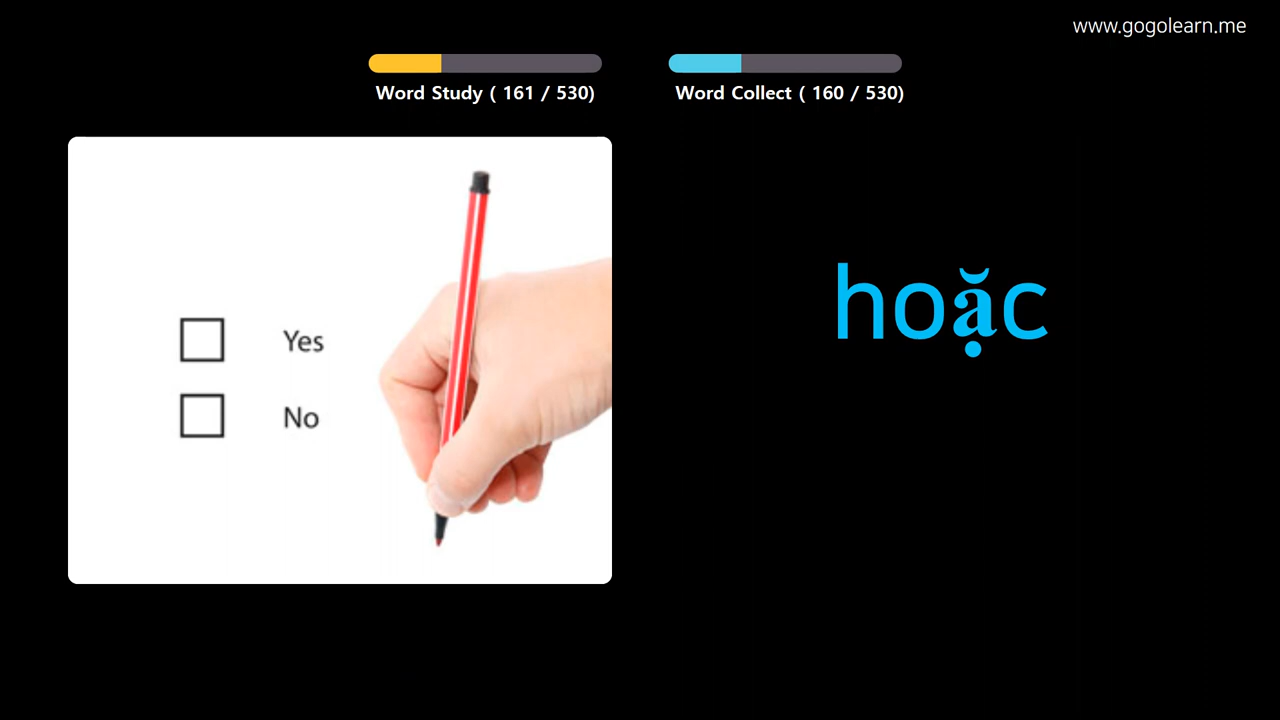 www.gogolearn.me
Word Study ( 161 / 530)
Word Collect ( 160 / 530)
Yes
No
hoặc